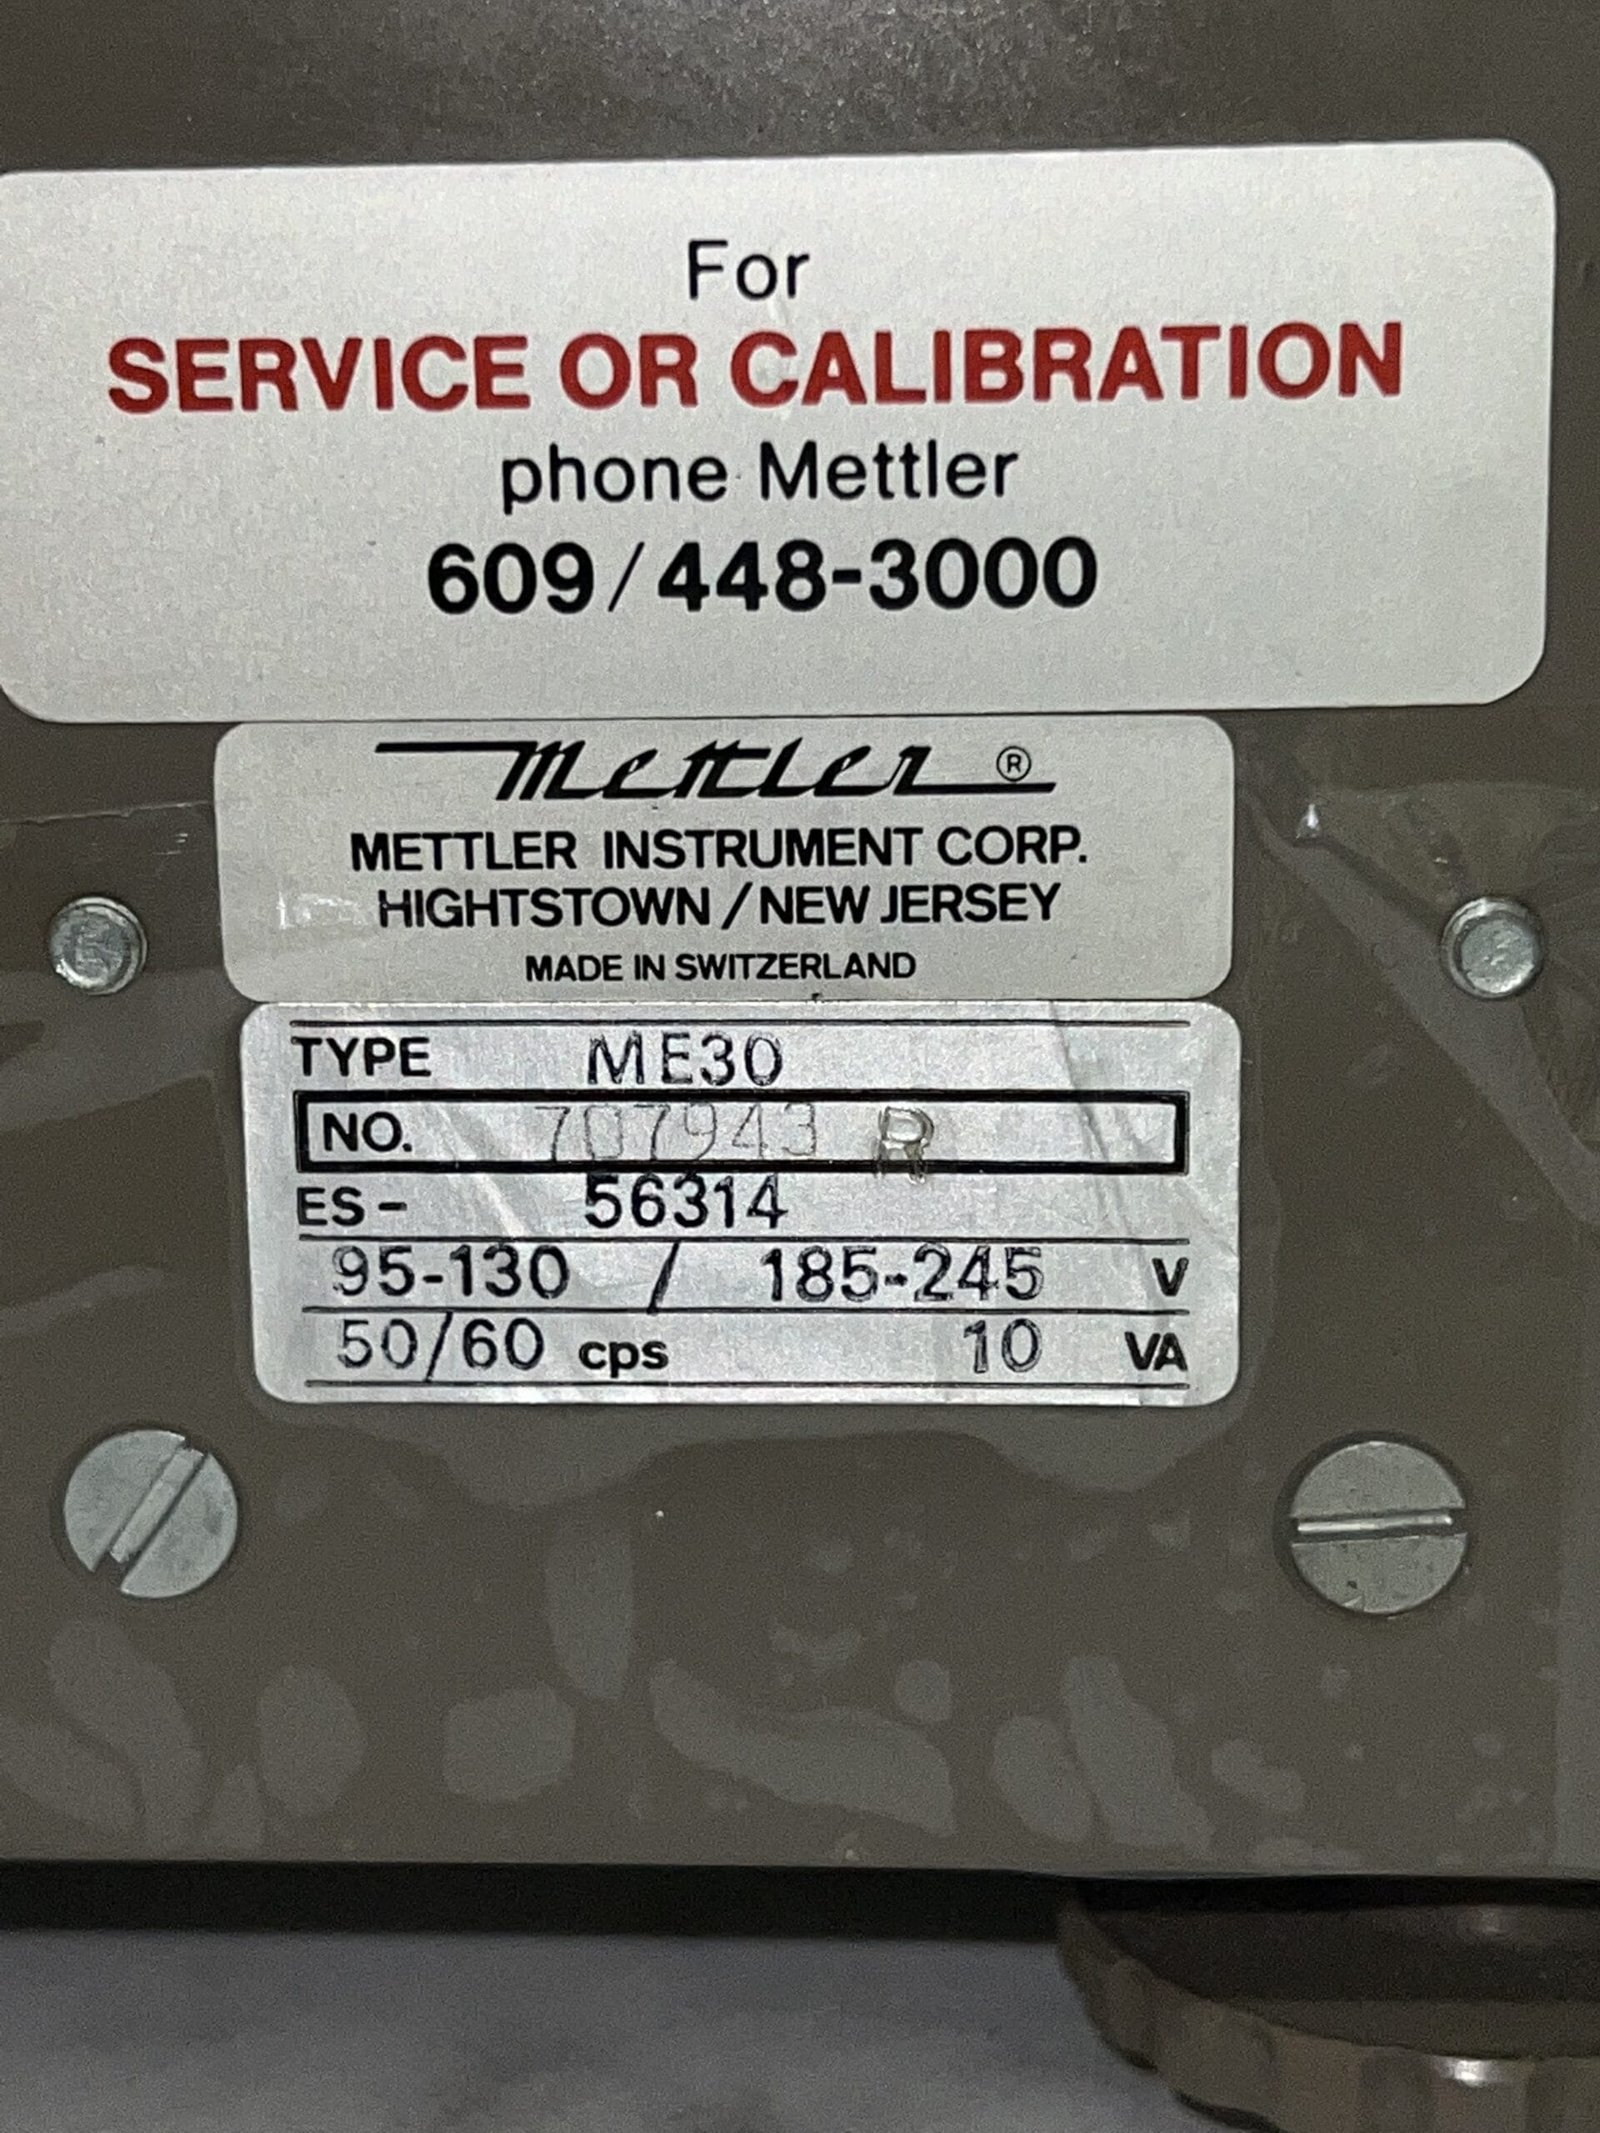 For
SERVICE OR CALIBRATION
phone Mettler
609/448-3000
Mettler ®
METTLER INSTRUMENT CORP.
HIGHTSTOWN/NEW JERSEY
MADE IN SWITZERLAND
TYPE ME30
NO. 707943 R
ES- 56314
95-130 / 185-245 V
50/60 cps 10 VA